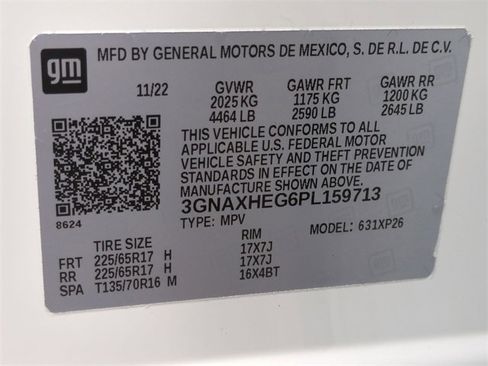 gm
MFD BY GENERAL MOTORS DE MEXICO, S. DE R.L. DE C.V.
11/22 GVWR GAWR FRT GAWR RR
2025 KG 1175 KG 1200 KG
4464 LB 2590 LB 2645 LB
THIS VEHICLE CONFORMS TO ALL
APPLICABLE U.S. FEDERAL MOTOR
VEHICLE SAFETY AND THEFT PREVENTION
STANDARDS IN EFFECT ON THE DATE OF
MANUFACTURE SHOWN ABOVE.
8624
3GNAXHEG6PL159713
TYPE: MPV MODEL: 631XP26
TIRE SIZE RIM
FRT 225/65R17 H 17X7J
RR 225/65R17 H 17X7J
SPA T135/70R16 M 16X4BT